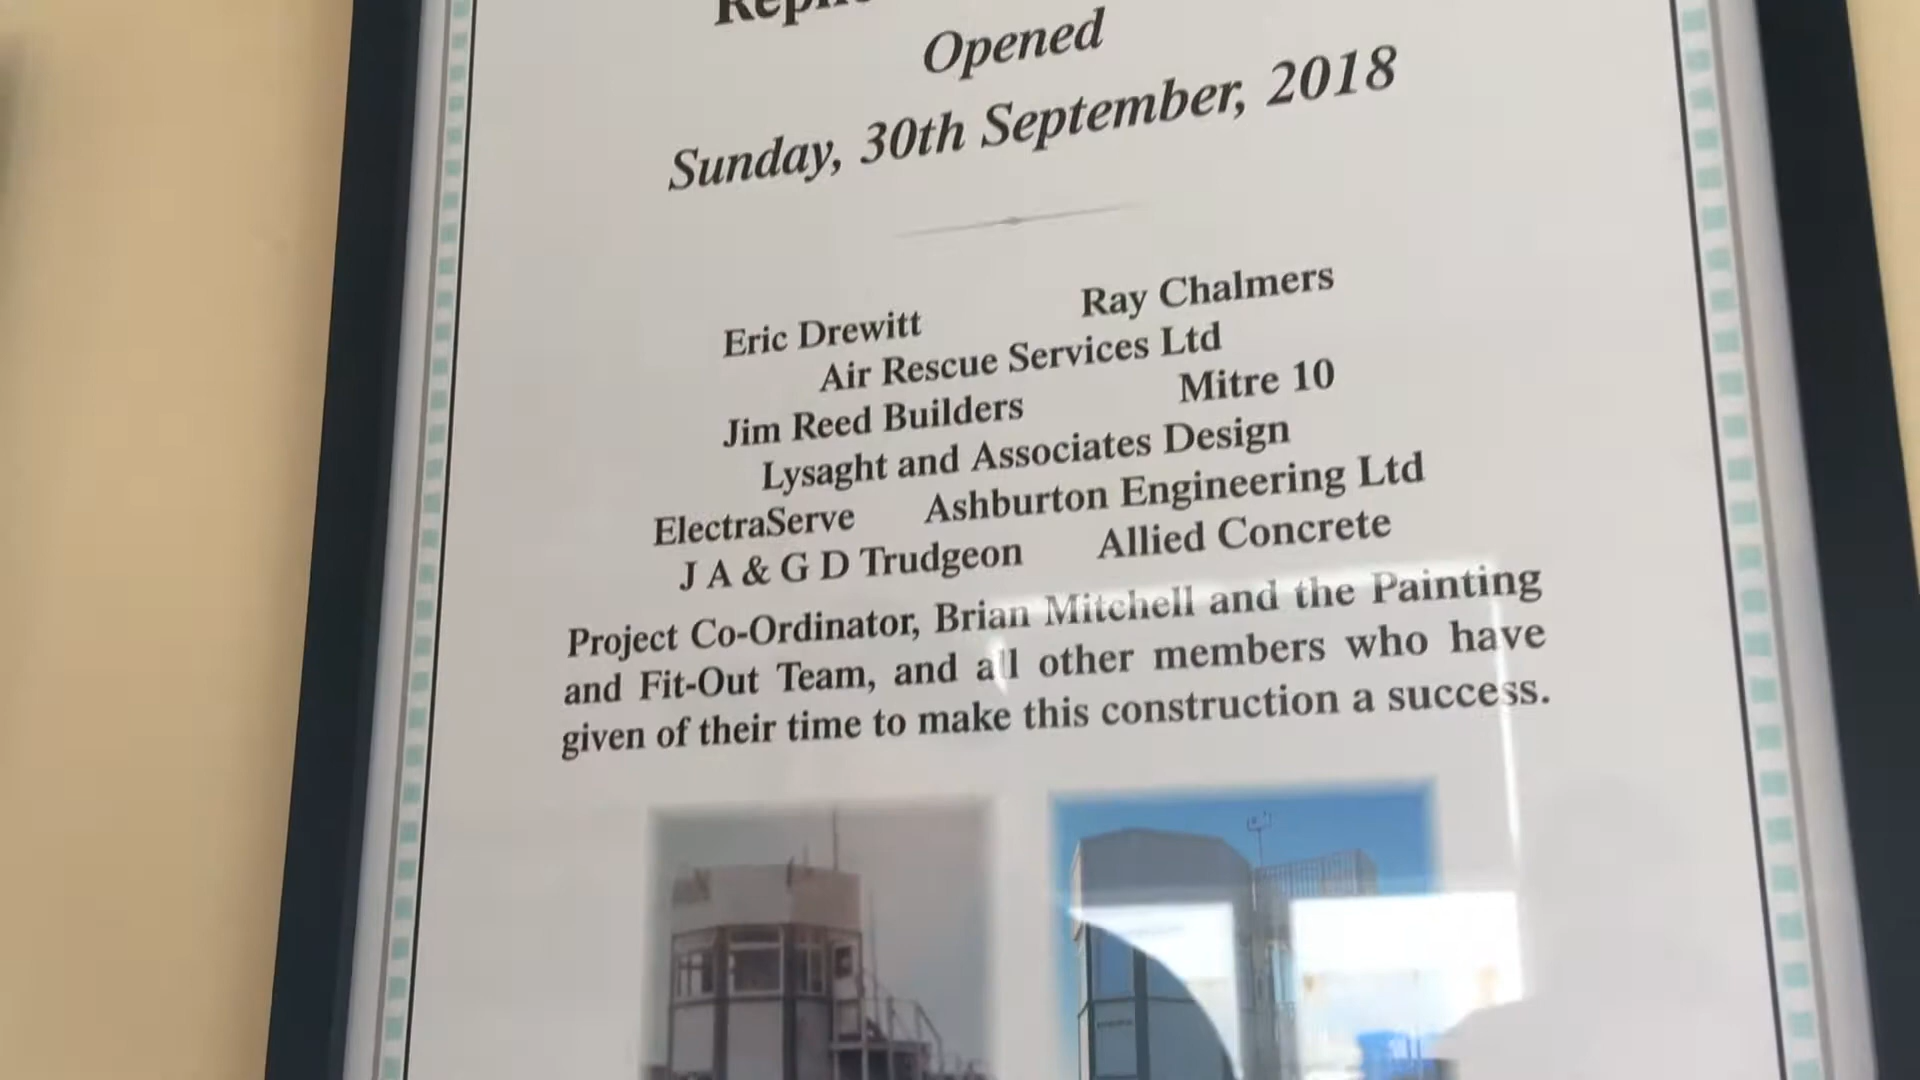 Opened
Sunday, 30th September, 2018
Eric Drewitt Ray Chalmers
Air Rescue Services Ltd
Jim Reed Builders Mitre 10
Lysaght and Associates Design
ElectraServe Ashburton Engineering Ltd
J A & G D Trudgeon Allied Concrete
Project Co-Ordinator, Brian Mitchell and the Painting
and Fit-Out Team, and all other members who have
given of their time to make this construction a success.